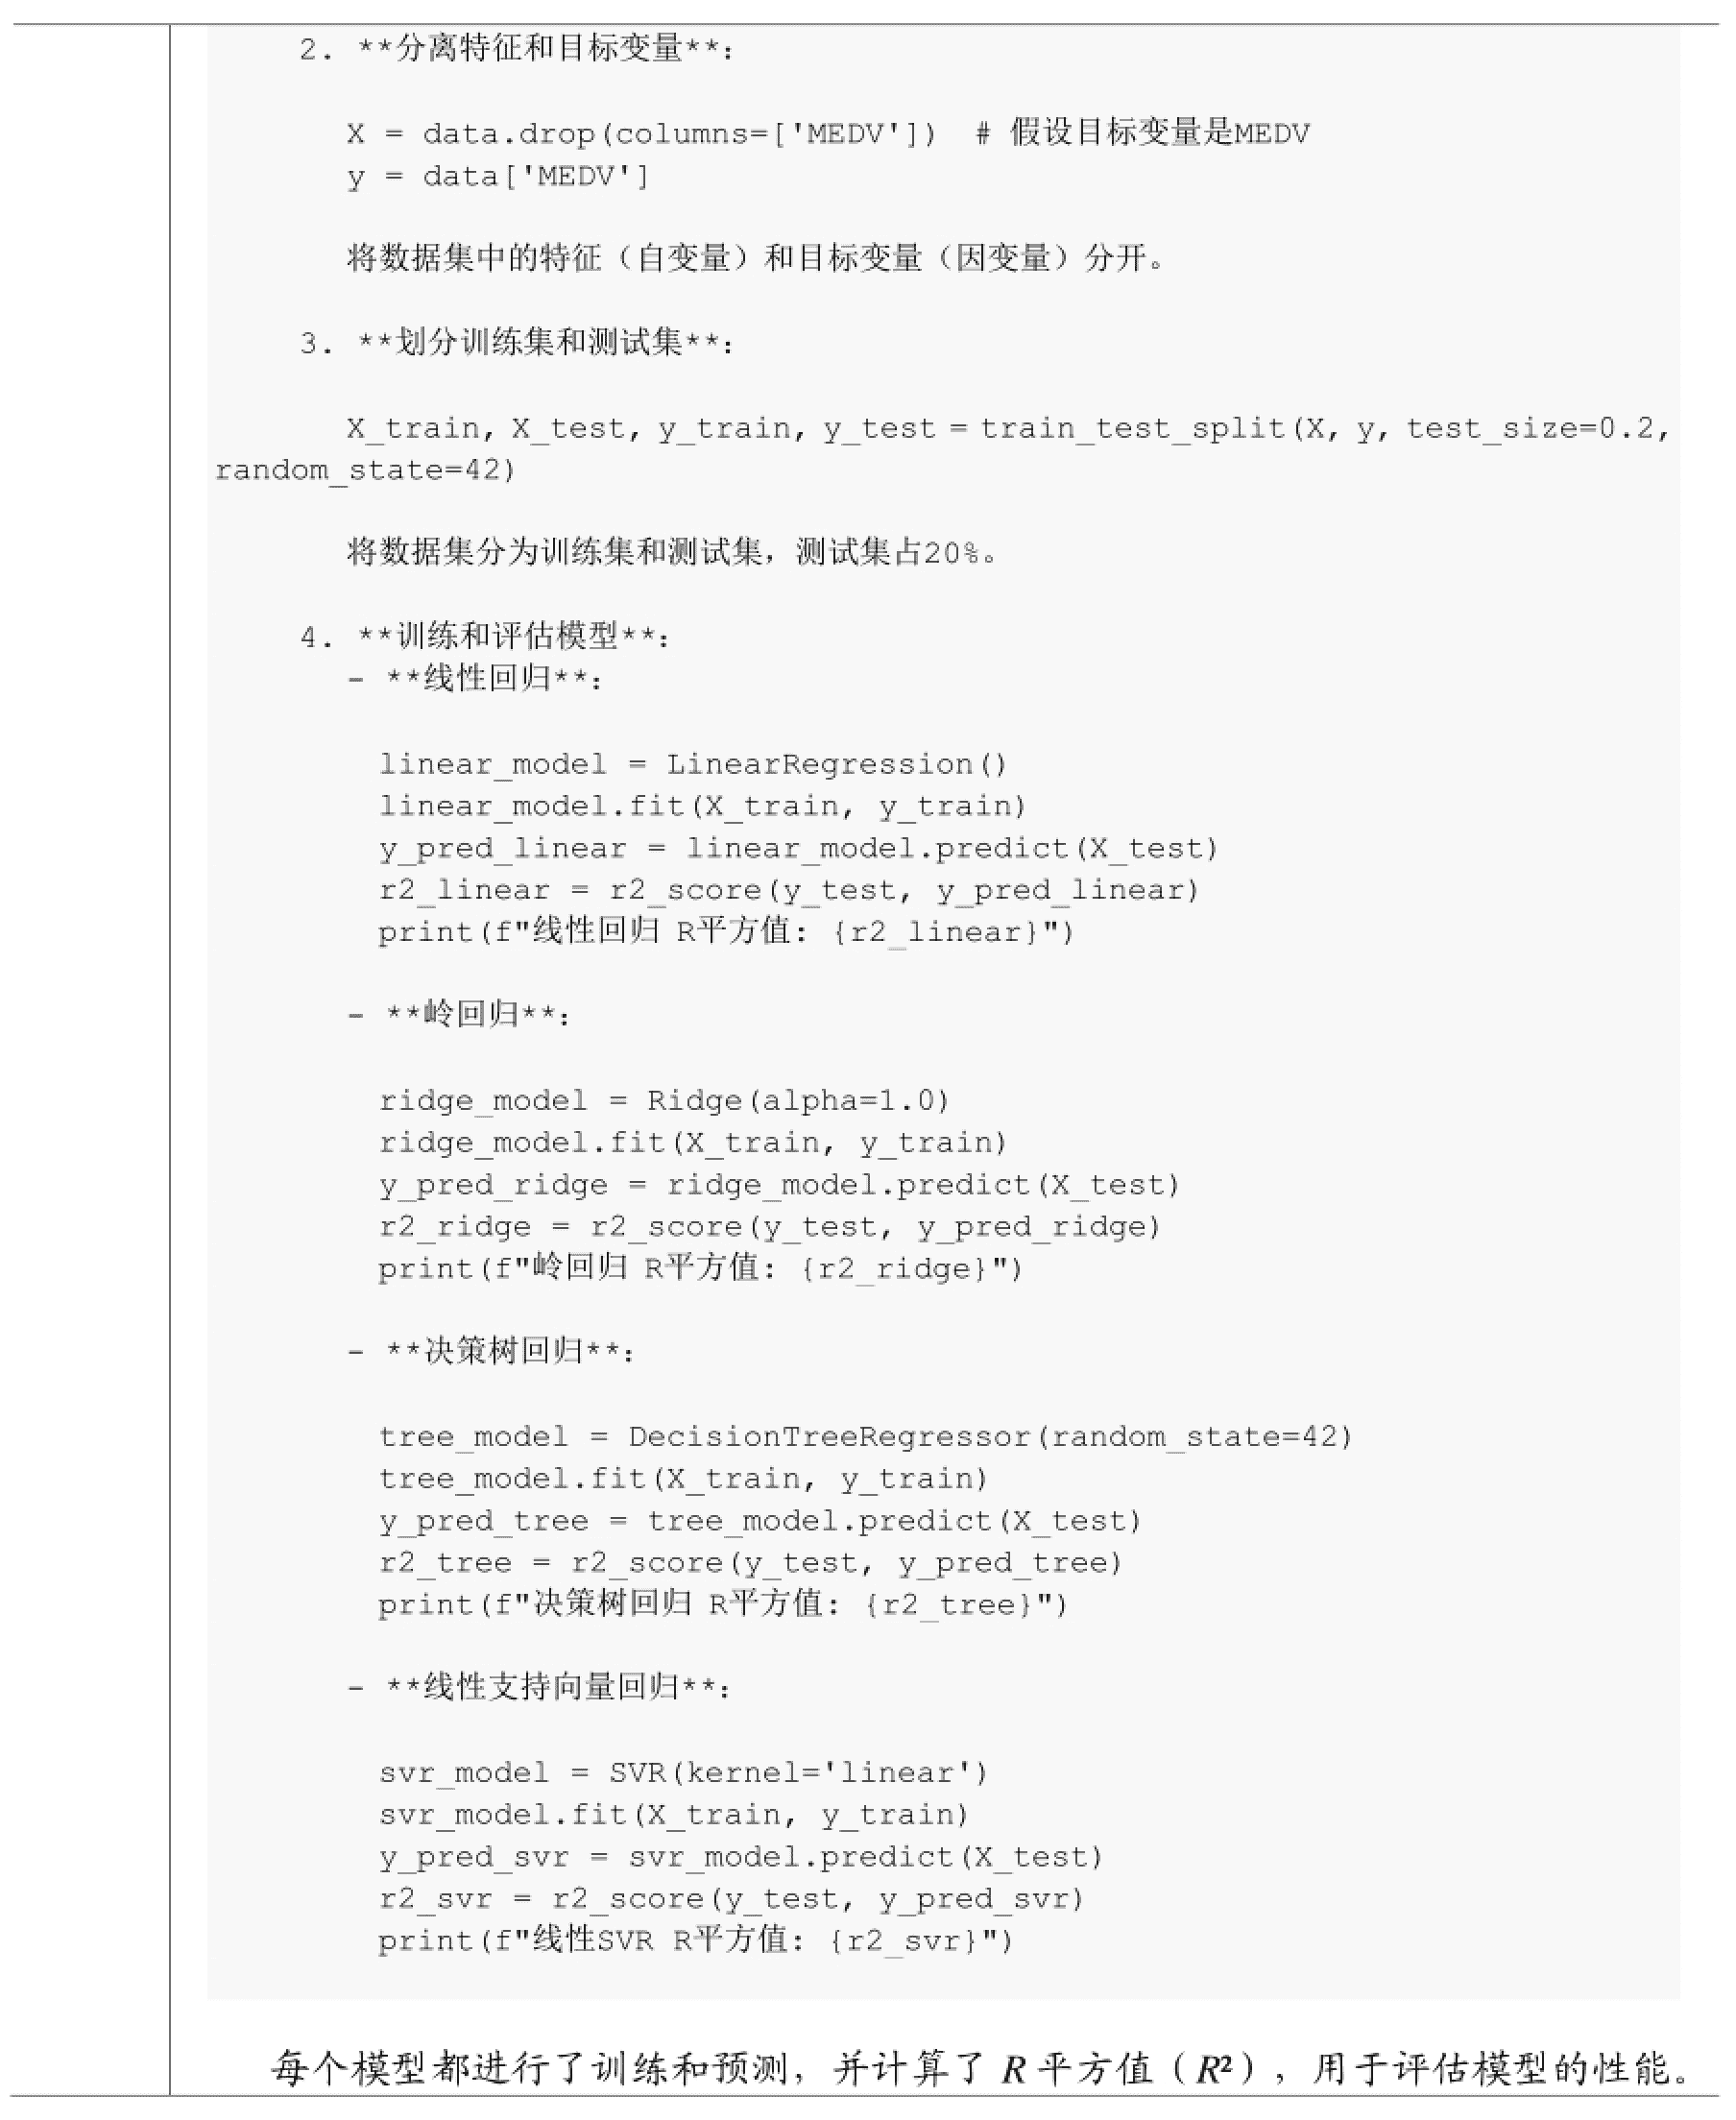 2. **分离特征和目标变量**：
X = data.drop(columns=['MEDV'])  # 假设目标变量是MEDV
y = data['MEDV']
将数据集中的特征（自变量）和目标变量（因变量）分开。
3. **划分训练集和测试集**：
X_train, X_test, y_train, y_test = train_test_split(X, y, test_size=0.2,
random_state=42)
将数据集分为训练集和测试集，测试集占20%。
4. **训练和评估模型**：
- **线性回归**：
linear_model = LinearRegression()
linear_model.fit(X_train, y_train)
y_pred_linear = linear_model.predict(X_test)
r2_linear = r2_score(y_test, y_pred_linear)
print(f"线性回归 R平方值: {r2_linear}")
- **岭回归**：
ridge_model = Ridge(alpha=1.0)
ridge_model.fit(X_train, y_train)
y_pred_ridge = ridge_model.predict(X_test)
r2_ridge = r2_score(y_test, y_pred_ridge)
print(f"岭回归 R平方值: {r2_ridge}")
- **决策树回归**：
tree_model = DecisionTreeRegressor(random_state=42)
tree_model.fit(X_train, y_train)
y_pred_tree = tree_model.predict(X_test)
r2_tree = r2_score(y_test, y_pred_tree)
print(f"决策树回归 R平方值: {r2_tree}")
- **线性支持向量回归**：
svr_model = SVR(kernel='linear')
svr_model.fit(X_train, y_train)
y_pred_svr = svr_model.predict(X_test)
r2_svr = r2_score(y_test, y_pred_svr)
print(f"线性SVR R平方值: {r2_svr}")
每个模型都进行了训练和预测，并计算了 R 平方值（R²），用于评估模型的性能。